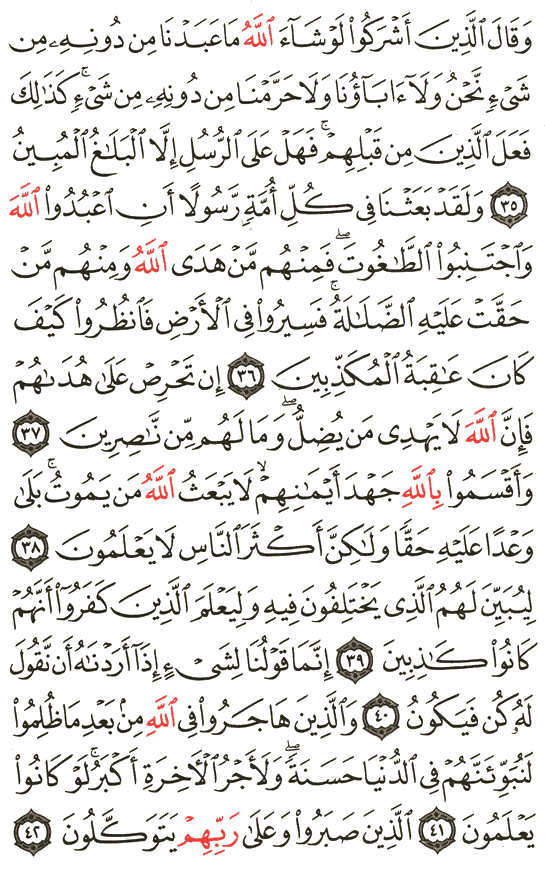 وَقَالَ ٱلَّذِينَ أَشْرَكُوا۟ لَوْ شَآءَ ٱللَّهُ مَا عَبَدْنَا مِن دُونِهِۦ مِن
شَىْءٍ نَّحْنُ وَلَآ ءَابَآؤُنَا وَلَا حَرَّمْنَا مِن دُونِهِۦ مِن شَىْءٍ ۚ كَذَٰلِكَ
فَعَلَ ٱلَّذِينَ مِن قَبْلِهِمْ ۚ فَهَلْ عَلَى ٱلرُّسُلِ إِلَّا ٱلْبَلَٰغُ ٱلْمُبِينُ
٣٥ وَلَقَدْ بَعَثْنَا فِى كُلِّ أُمَّةٍ رَّسُولًا أَنِ ٱعْبُدُوا۟ ٱللَّهَ
وَٱجْتَنِبُوا۟ ٱلطَّٰغُوتَ ۖ فَمِنْهُم مَّنْ هَدَى ٱللَّهُ وَمِنْهُم مَّنْ
حَقَّتْ عَلَيْهِ ٱلضَّلَٰلَةُ ۚ فَسِيرُوا۟ فِى ٱلْأَرْضِ فَٱنظُرُوا۟ كَيْفَ
كَانَ عَٰقِبَةُ ٱلْمُكَذِّبِينَ ٣٦ إِن تَحْرِصْ عَلَىٰ هُدَىٰهُمْ
فَإِنَّ ٱللَّهَ لَا يَهْدِى مَن يُضِلُّ ۖ وَمَا لَهُم مِّن نَّٰصِرِينَ ٣٧
وَأَقْسَمُوا۟ بِٱللَّهِ جَهْدَ أَيْمَٰنِهِمْ ۙ لَا يَبْعَثُ ٱللَّهُ مَن يَمُوتُ ۚ بَلَىٰ
وَعْدًا عَلَيْهِ حَقًّا وَلَٰكِنَّ أَكْثَرَ ٱلنَّاسِ لَا يَعْلَمُونَ ٣٨
لِيُبَيِّنَ لَهُمُ ٱلَّذِى يَخْتَلِفُونَ فِيهِ وَلِيَعْلَمَ ٱلَّذِينَ كَفَرُوٓا۟ أَنَّهُمْ
كَانُوا۟ كَٰذِبِينَ ٣٩ إِنَّمَا قَوْلُنَا لِشَىْءٍ إِذَآ أَرَدْنَٰهُ أَن نَّقُولَ
لَهُۥ كُن فَيَكُونُ ٤٠ وَٱلَّذِينَ هَاجَرُوا۟ فِى ٱللَّهِ مِنۢ بَعْدِ مَا ظُلِمُوا۟
لَنُبَوِّئَنَّهُمْ فِى ٱلدُّنْيَا حَسَنَةً ۖ وَلَأَجْرُ ٱلْءَاخِرَةِ أَكْبَرُ ۚ لَوْ كَانُوا۟
يَعْلَمُونَ ٤١ ٱلَّذِينَ صَبَرُوا۟ وَعَلَىٰ رَبِّهِمْ يَتَوَكَّلُونَ ٤٢